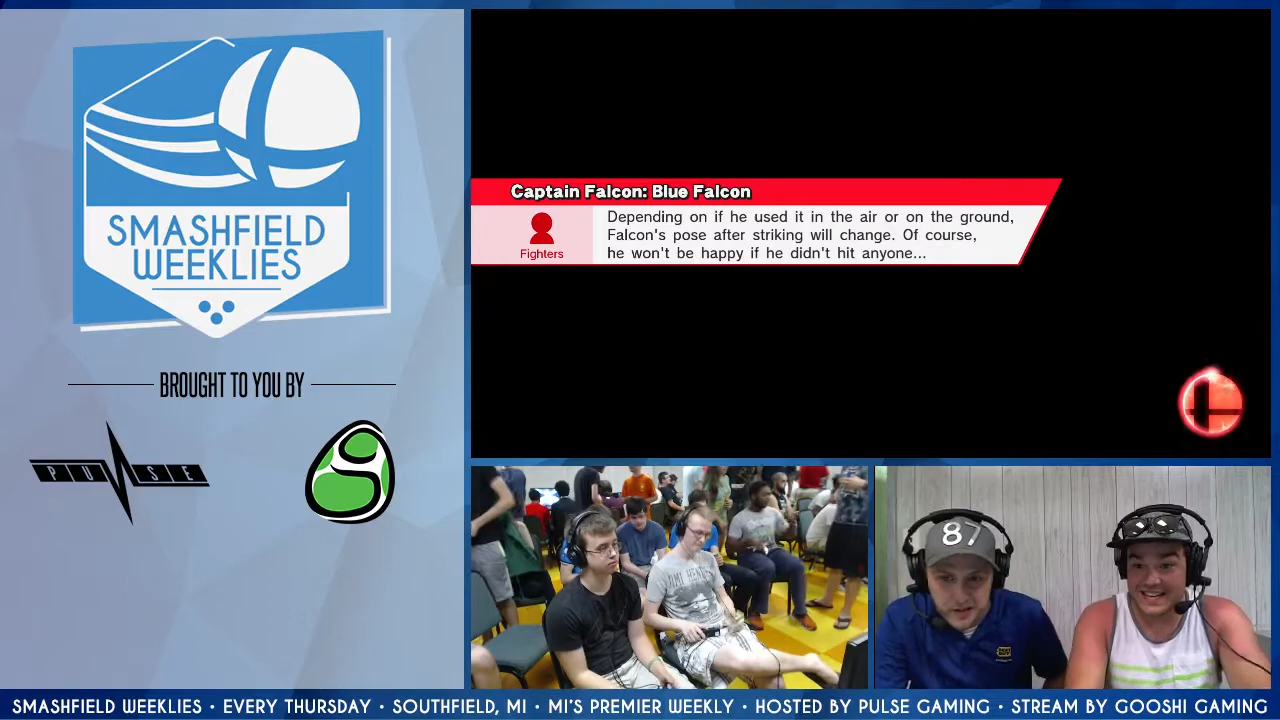 SMASHFIELD
WEEKLIES
BROUGHT TO YOU BY
PULSE
Captain Falcon: Blue Falcon
Fighters
Depending on if he used it in the air or on the ground,
Falcon's pose after striking will change. Of course,
he won't be happy if he didn't hit anyone...
87
SMASHFIELD WEEKLIES • EVERY THURSDAY • SOUTHFIELD, MI • MI'S PREMIER WEEKLY • HOSTED BY PULSE GAMING • STREAM BY GOOSHI GAMING